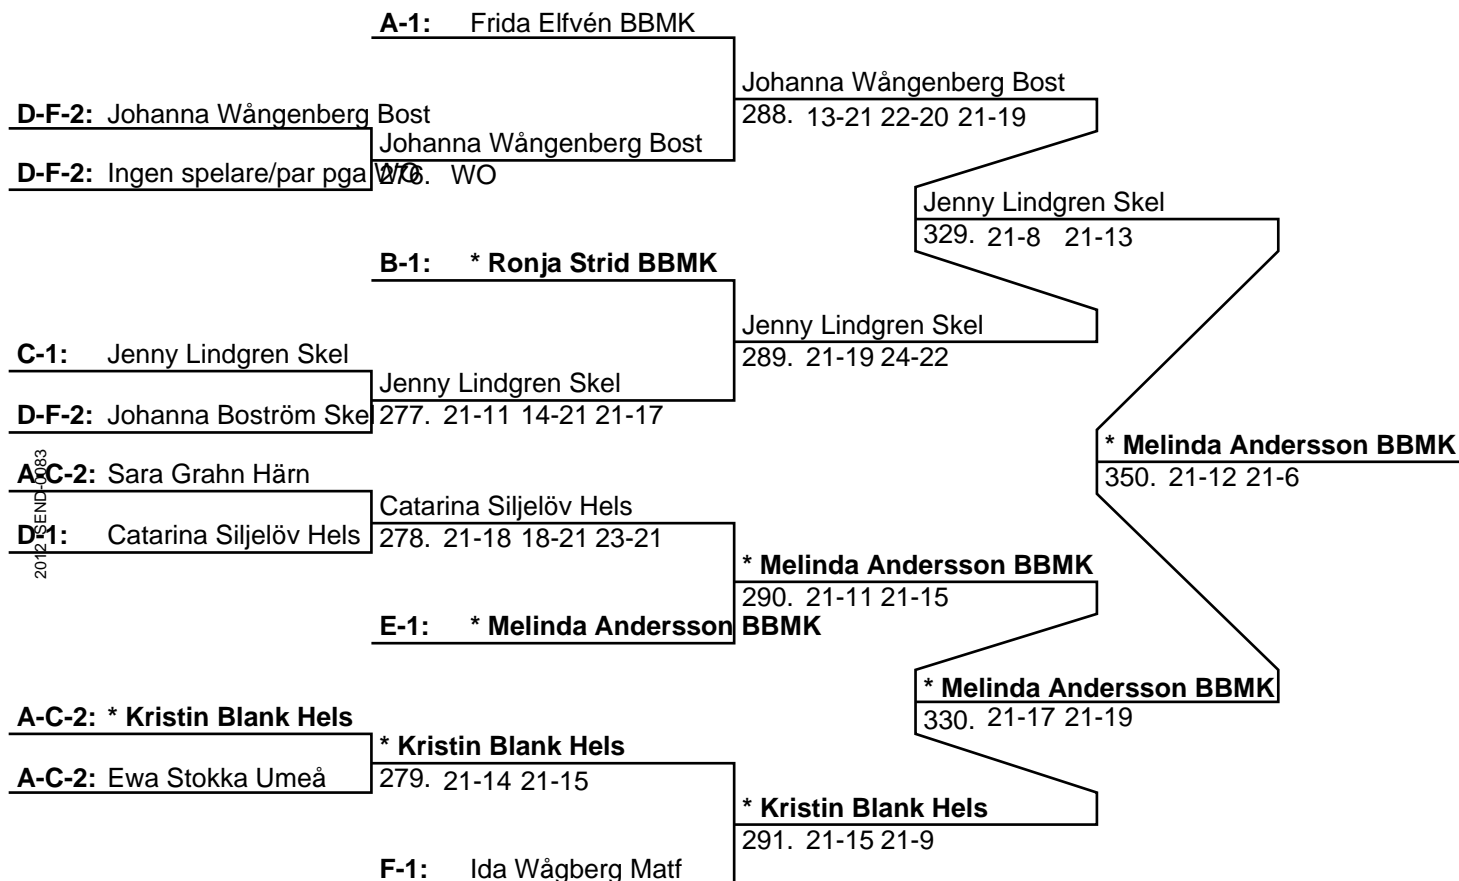 A-1: Frida Elfvén BBMK
Johanna Wångenberg Bost
288. 13-21 22-20 21-19
D-F-2: Johanna Wångenberg Bost
Johanna Wångenberg Bost
D-F-2: Ingen spelare/par pga WO
276. WO
Jenny Lindgren Skel
329. 21-8 21-13
B-1: * Ronja Strid BBMK
Jenny Lindgren Skel
289. 21-19 24-22
C-1: Jenny Lindgren Skel
Jenny Lindgren Skel
D-F-2: Johanna Boström Skel
277. 21-11 14-21 21-17
* Melinda Andersson BBMK
350. 21-12 21-6
A-C-2: Sara Grahn Härn
Catarina Siljelöv Hels
D-1: Catarina Siljelöv Hels
278. 21-18 18-21 23-21
* Melinda Andersson BBMK
290. 21-11 21-15
E-1: * Melinda Andersson BBMK
* Melinda Andersson BBMK
330. 21-17 21-19
A-C-2: * Kristin Blank Hels
* Kristin Blank Hels
A-C-2: Ewa Stokka Umeå
279. 21-14 21-15
* Kristin Blank Hels
291. 21-15 21-9
F-1: Ida Wågberg Matf